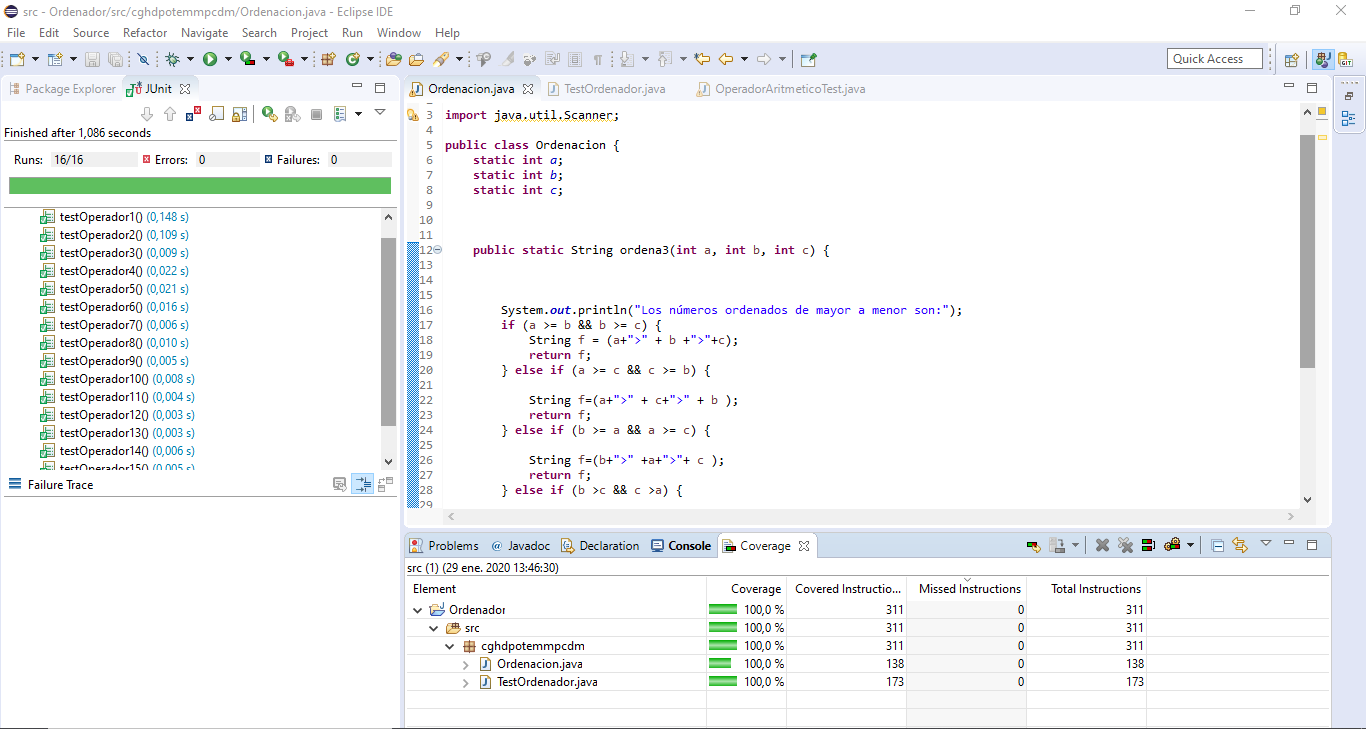 src - Ordenador/src/cghdpotemmpcdm/Ordenacion.java - Eclipse IDE
File Edit Source Refactor Navigate Search Project Run Window Help
Quick Access
Package Explorer JUnit
Finished after 1,086 seconds
Runs: 16/16 Errors: 0 Failures: 0
testOperador1() (0,148 s)
testOperador2() (0,109 s)
testOperador3() (0,009 s)
testOperador4() (0,022 s)
testOperador5() (0,021 s)
testOperador6() (0,016 s)
testOperador7() (0,006 s)
testOperador8() (0,010 s)
testOperador9() (0,005 s)
testOperador10() (0,008 s)
testOperador11() (0,004 s)
testOperador12() (0,003 s)
testOperador13() (0,003 s)
testOperador14() (0,006 s)
testOperador15() (0,005 s)
Failure Trace
Ordenacion.java TestOrdenador.java OperadorAritmeticoTest.java
3 import java.util.Scanner;
4
5 public class Ordenacion {
6 static int a;
7 static int b;
8 static int c;
9
10
11
12 public static String ordena3(int a, int b, int c) {
13
14
15
16 System.out.println("Los números ordenados de mayor a menor son:");
17 if (a >= b && b >= c) {
18 String f = (a+">" + b +">"+c);
19 return f;
20 } else if (a >= c && c >= b) {
21
22 String f=(a+">" + c+">" + b );
23 return f;
24 } else if (b >= a && a >= c) {
25
26 String f=(b+">" +a+">"+ c );
27 return f;
28 } else if (b >c && c >a) {
29
Problems @ Javadoc Declaration Console Coverage
src (1) (29 ene. 2020 13:46:30)
Element Coverage Covered Instructio... Missed Instructions Total Instructions
Ordenador 100,0 % 311 0 311
src 100,0 % 311 0 311
cghdpotemmpcdm 100,0 % 311 0 311
Ordenacion.java 100,0 % 138 0 138
TestOrdenador.java 100,0 % 173 0 173